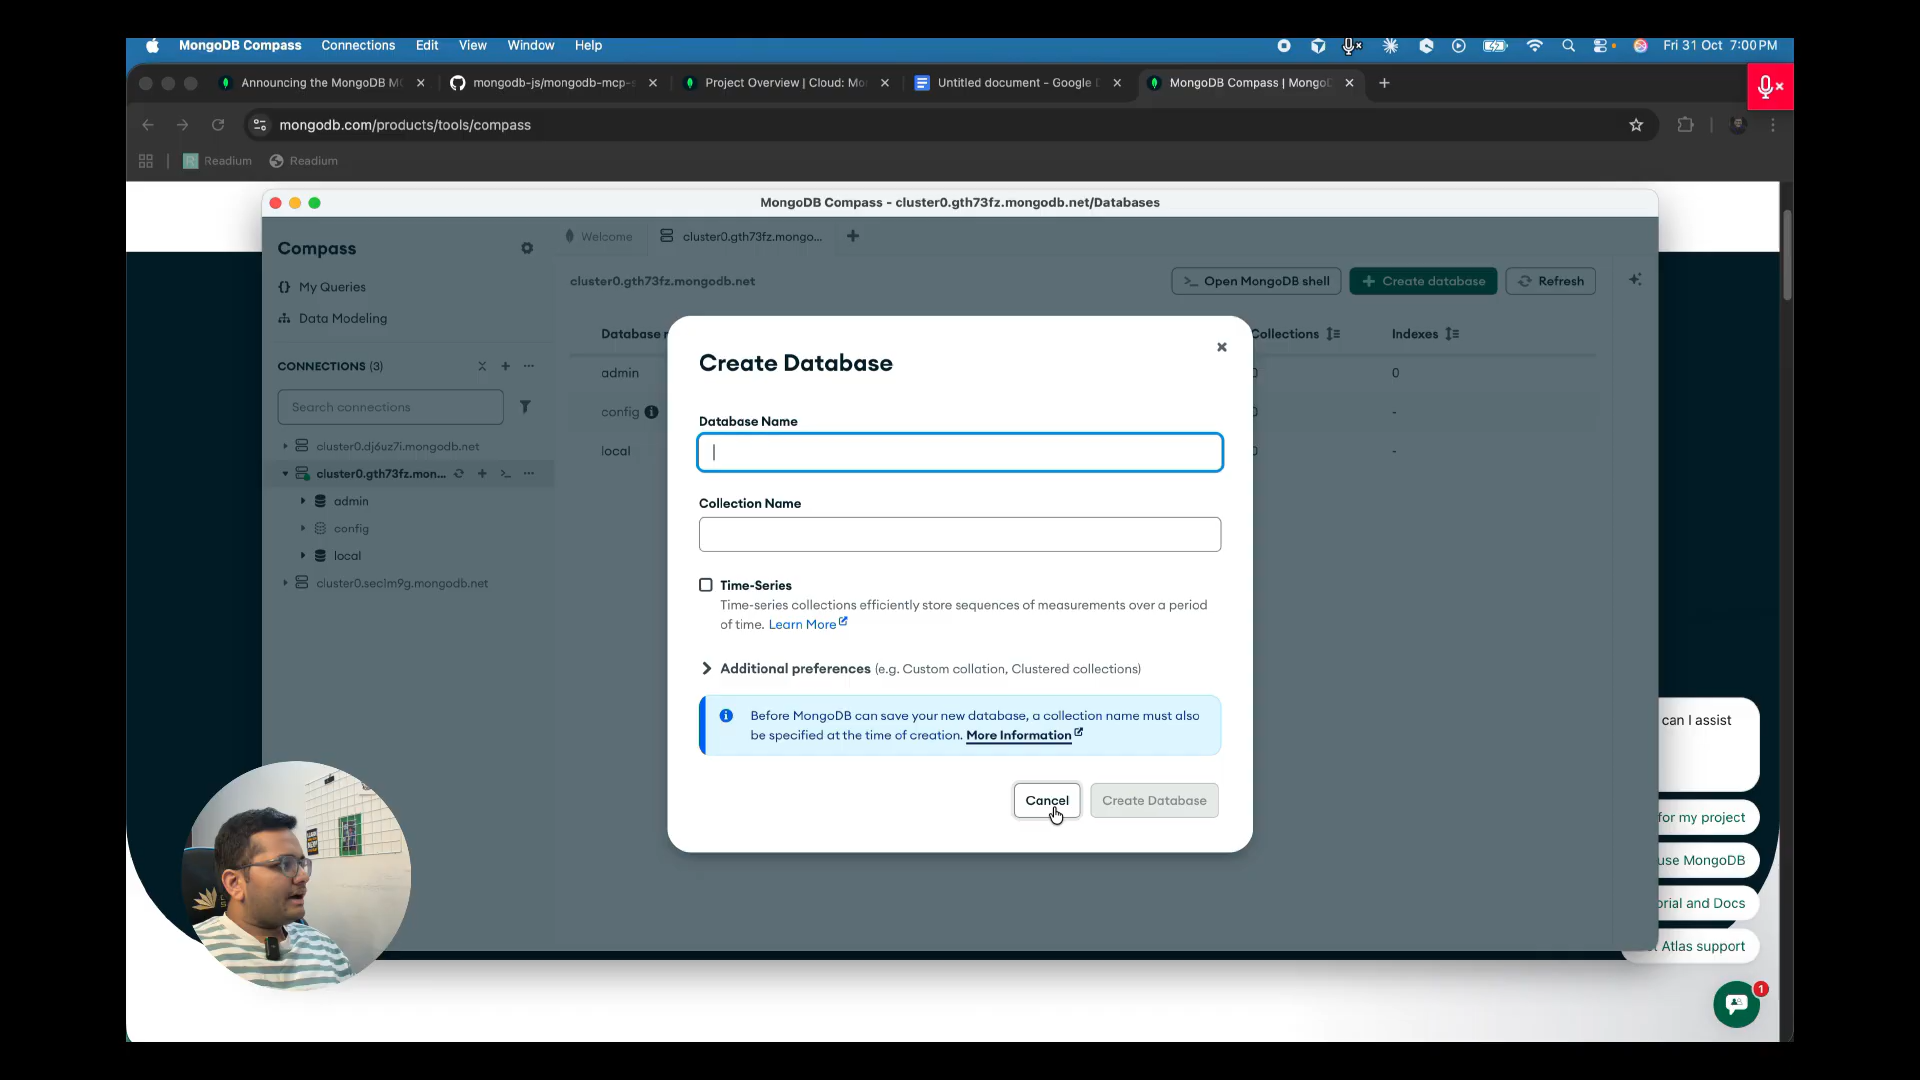 MongoDB Compass Connections Edit View Window Help Fri 31 Oct 7:00 PM
Announcing the MongoDB M
mongodb-js/mongodb-mcp-s
Project Overview | Cloud: Mo
Untitled document - Google
MongoDB Compass | Mongo
mongodb.com/products/tools/compass
Readium Readium
MongoDB Compass - cluster0.gth73fz.mongodb.net/Databases
Compass
My Queries
Data Modeling
CONNECTIONS (3)
Search connections
cluster0.dj6uz7i.mongodb.net
cluster0.gth73fz.mon...
admin
config
local
cluster0.seclm9g.mongodb.net
Welcome cluster0.gth73fz.mongo...
cluster0.gth73fz.mongodb.net
Open MongoDB shell Create database Refresh
Database Collections Indexes
admin 0
config -
local -
Create Database
Database Name
Collection Name
Time-Series
Time-series collections efficiently store sequences of measurements over a period
of time. Learn More
Additional preferences (e.g. Custom collation, Clustered collections)
Before MongoDB can save your new database, a collection name must also
be specified at the time of creation. More Information
Cancel Create Database
can I assist
for my project
use MongoDB
and Docs
Atlas support
1